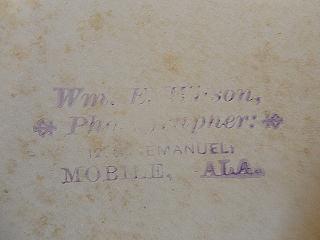 Wm. E. Wilson,
Photographer:
EMANUEL
MOBILE, ALA.